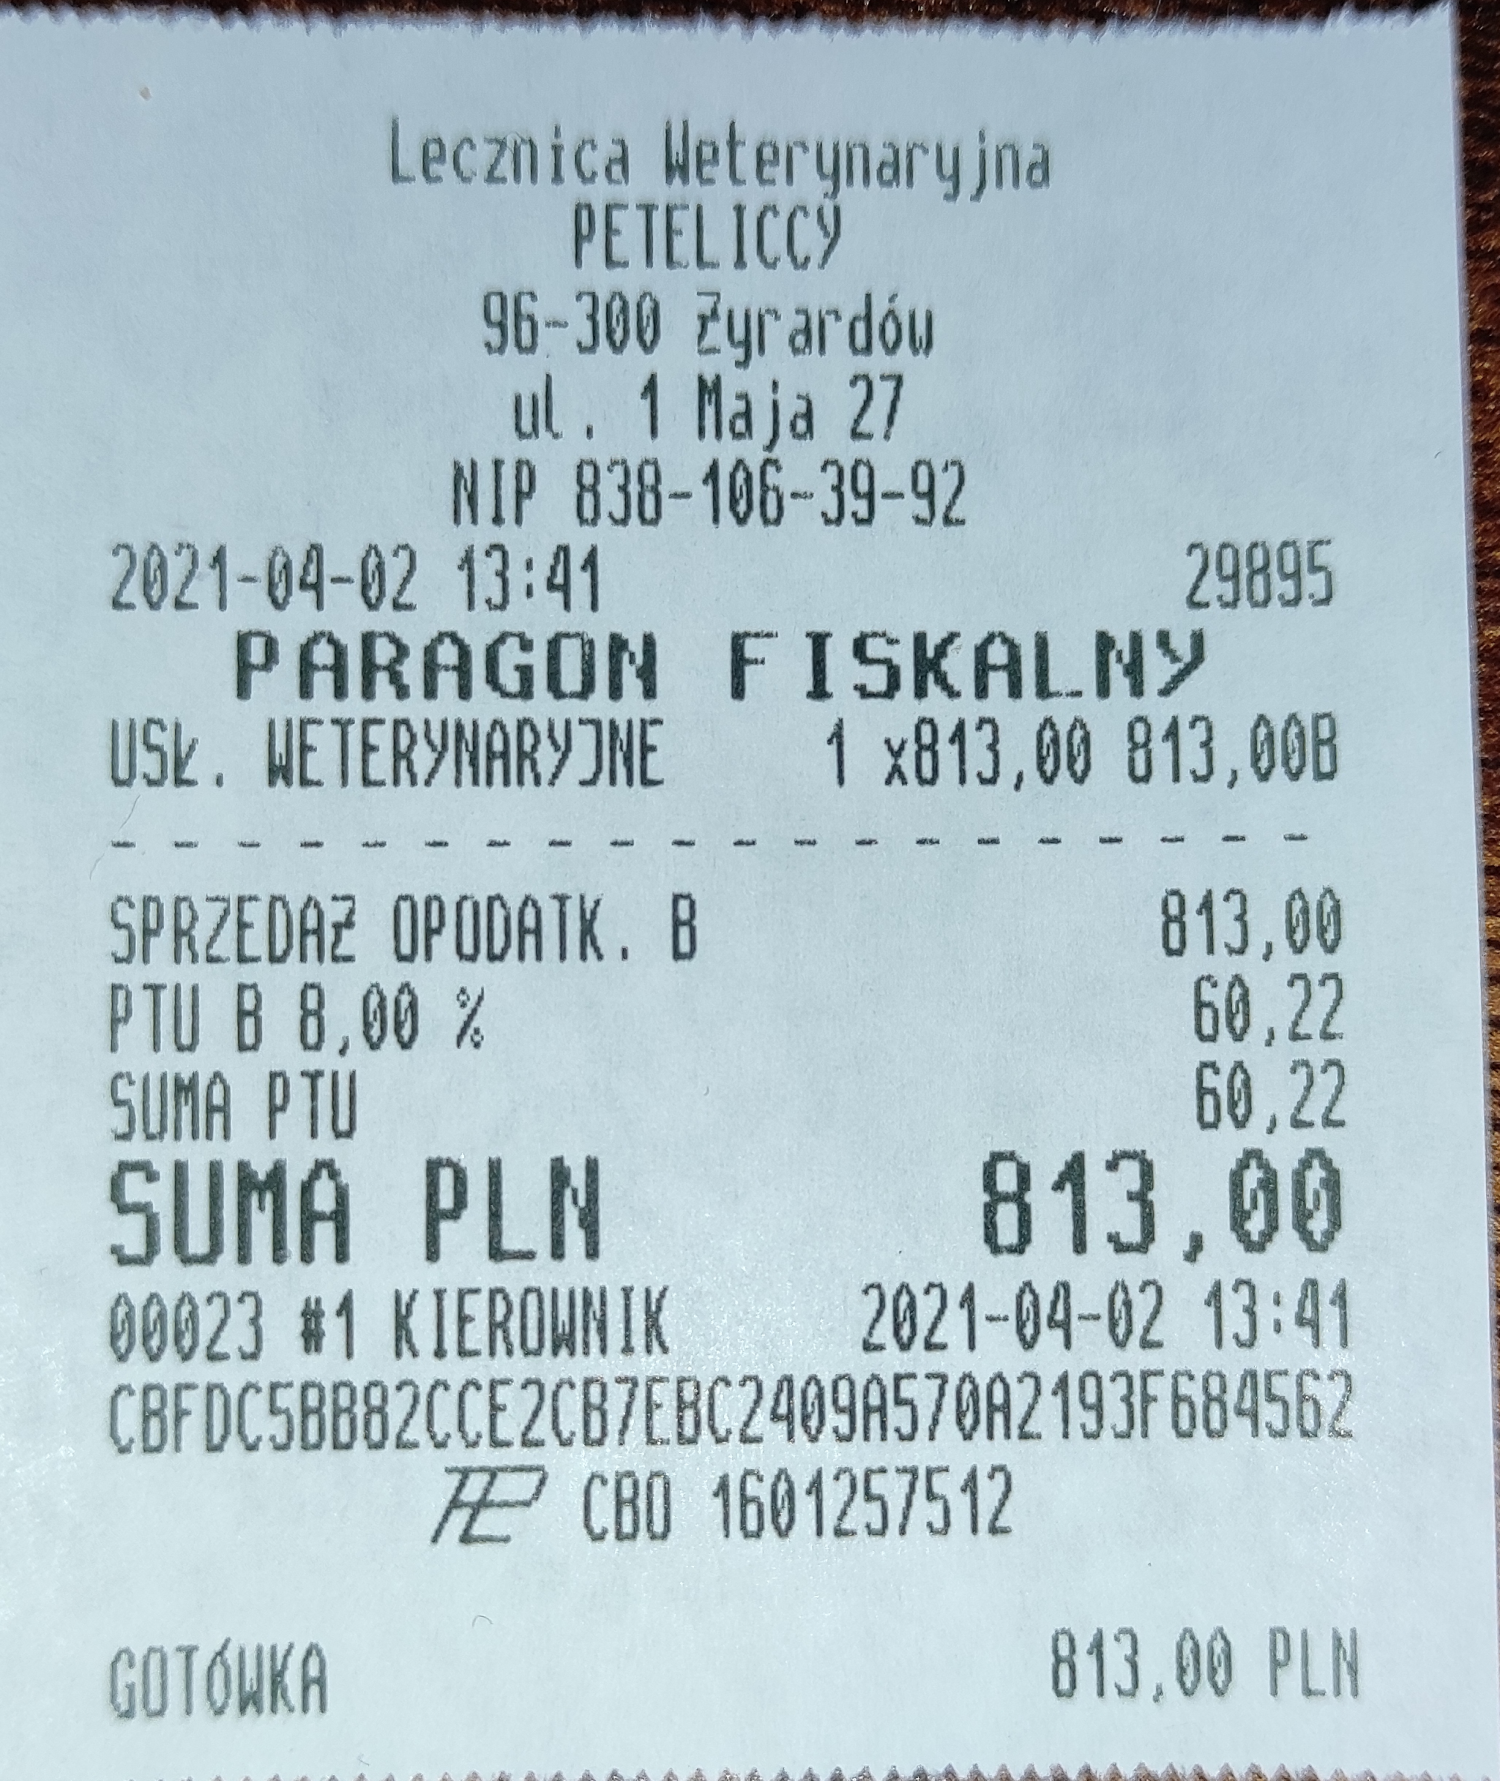 Lecznica Weterynaryjna
PETELICCY
96-300 Żyrardów
ul. 1 Maja 27
NIP 838-106-39-92
2021-04-02 13:41 29895
PARAGON FISKALNY
USŁ. WETERYNARYJNE 1 x813,00 813,00B
- - - - - - - - - - - - - - - - - - - -
SPRZEDAŻ OPODATK. B 813,00
PTU B 8,00 % 60,22
SUMA PTU 60,22
SUMA PLN 813,00
00023 #1 KIEROWNIK 2021-04-02 13:41
CBFDC5BB82CCE2CB7EBC2409A570A2193F684562
PL CBO 1601257512
GOTÓWKA 813,00 PLN